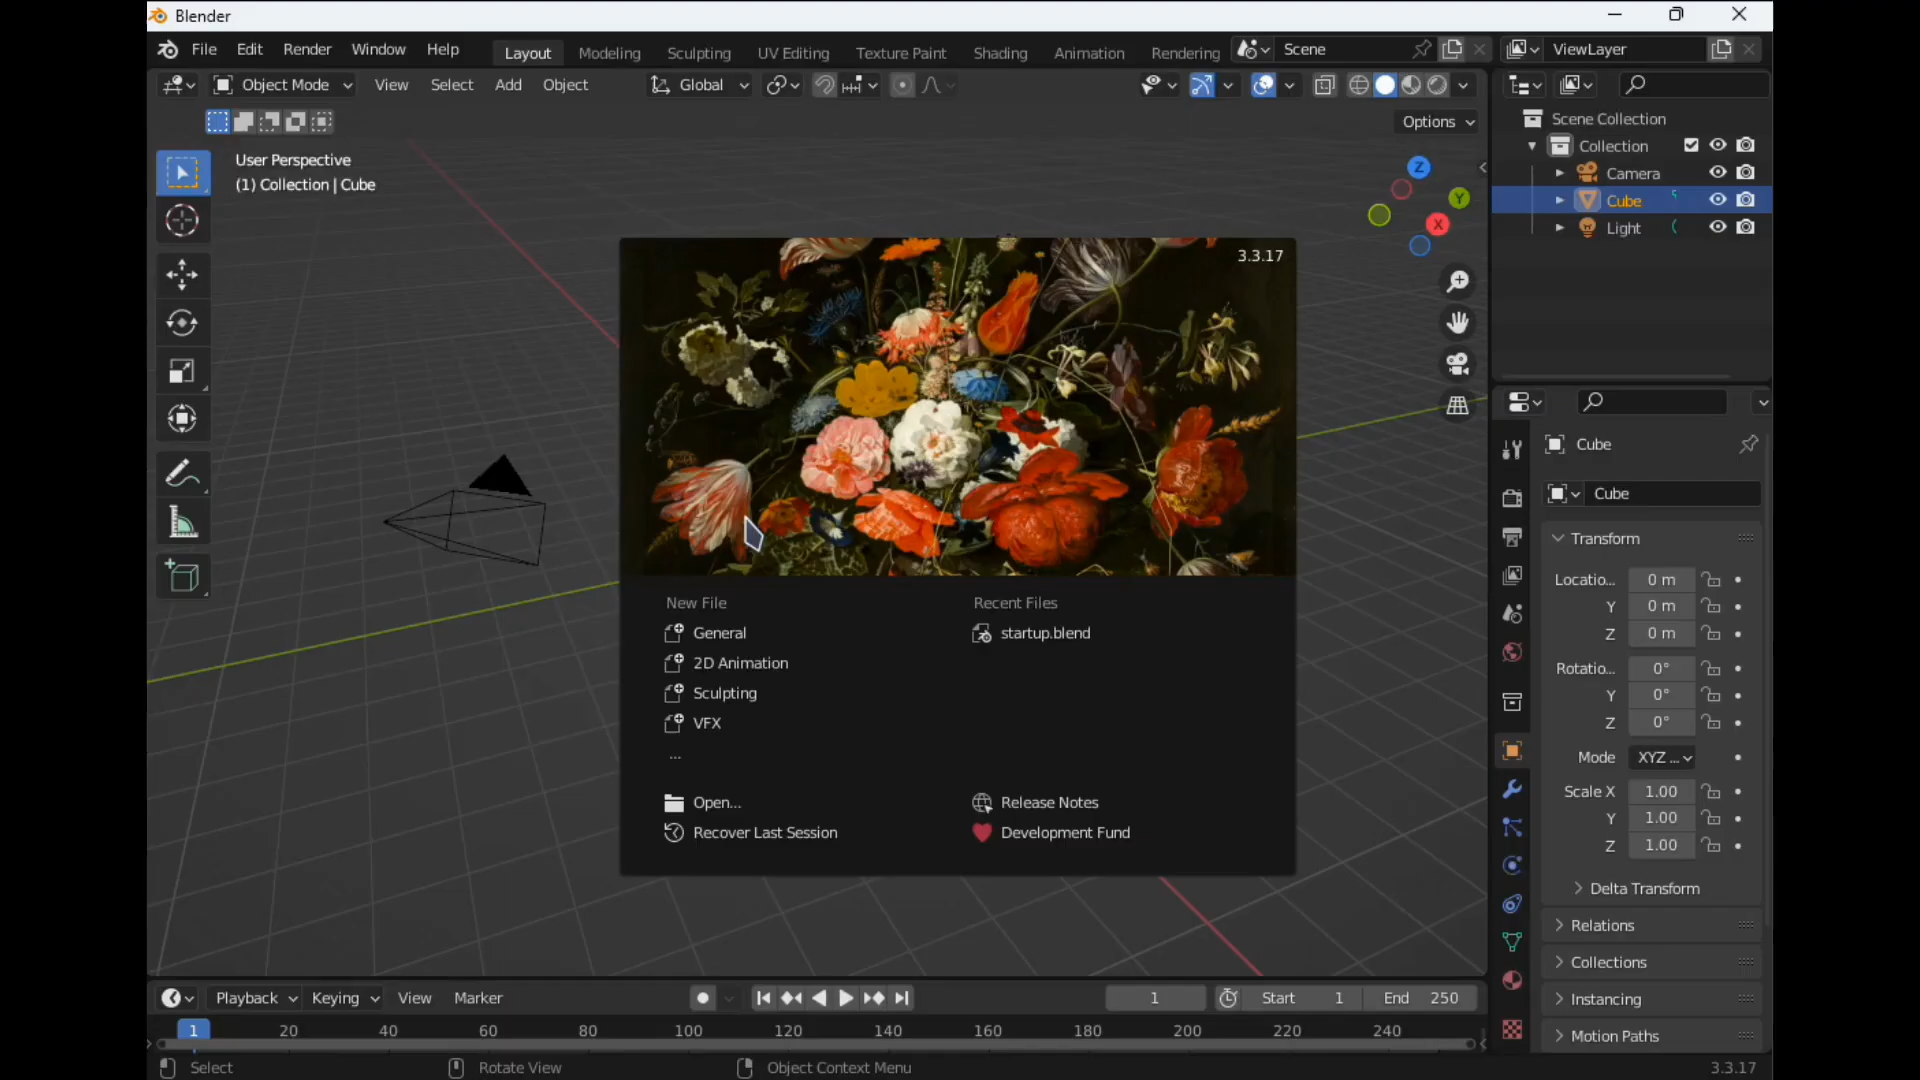 Blender
File Edit Render Window Help Layout Modeling Sculpting UV Editing Texture Paint Shading Animation Rendering Scene ViewLayer
Object Mode View Select Add Object Global
Options
User Perspective
(1) Collection | Cube
Z
Y
X
Scene Collection
Collection
Camera
Cube
Light
3.3.17
New File
General
2D Animation
Sculpting
VFX
...
Open...
Recover Last Session
Recent Files
startup.blend
Release Notes
Development Fund
Cube
Cube
Transform
Locatio... 0 m
Y 0 m
Z 0 m
Rotatio... 0°
Y 0°
Z 0°
Mode XYZ ...
Scale X 1.00
Y 1.00
Z 1.00
Delta Transform
Relations
Collections
Instancing
Motion Paths
Playback Keying View Marker 1 Start 1 End 250
1 20 40 60 80 100 120 140 160 180 200 220 240
Select Rotate View Object Context Menu 3.3.17